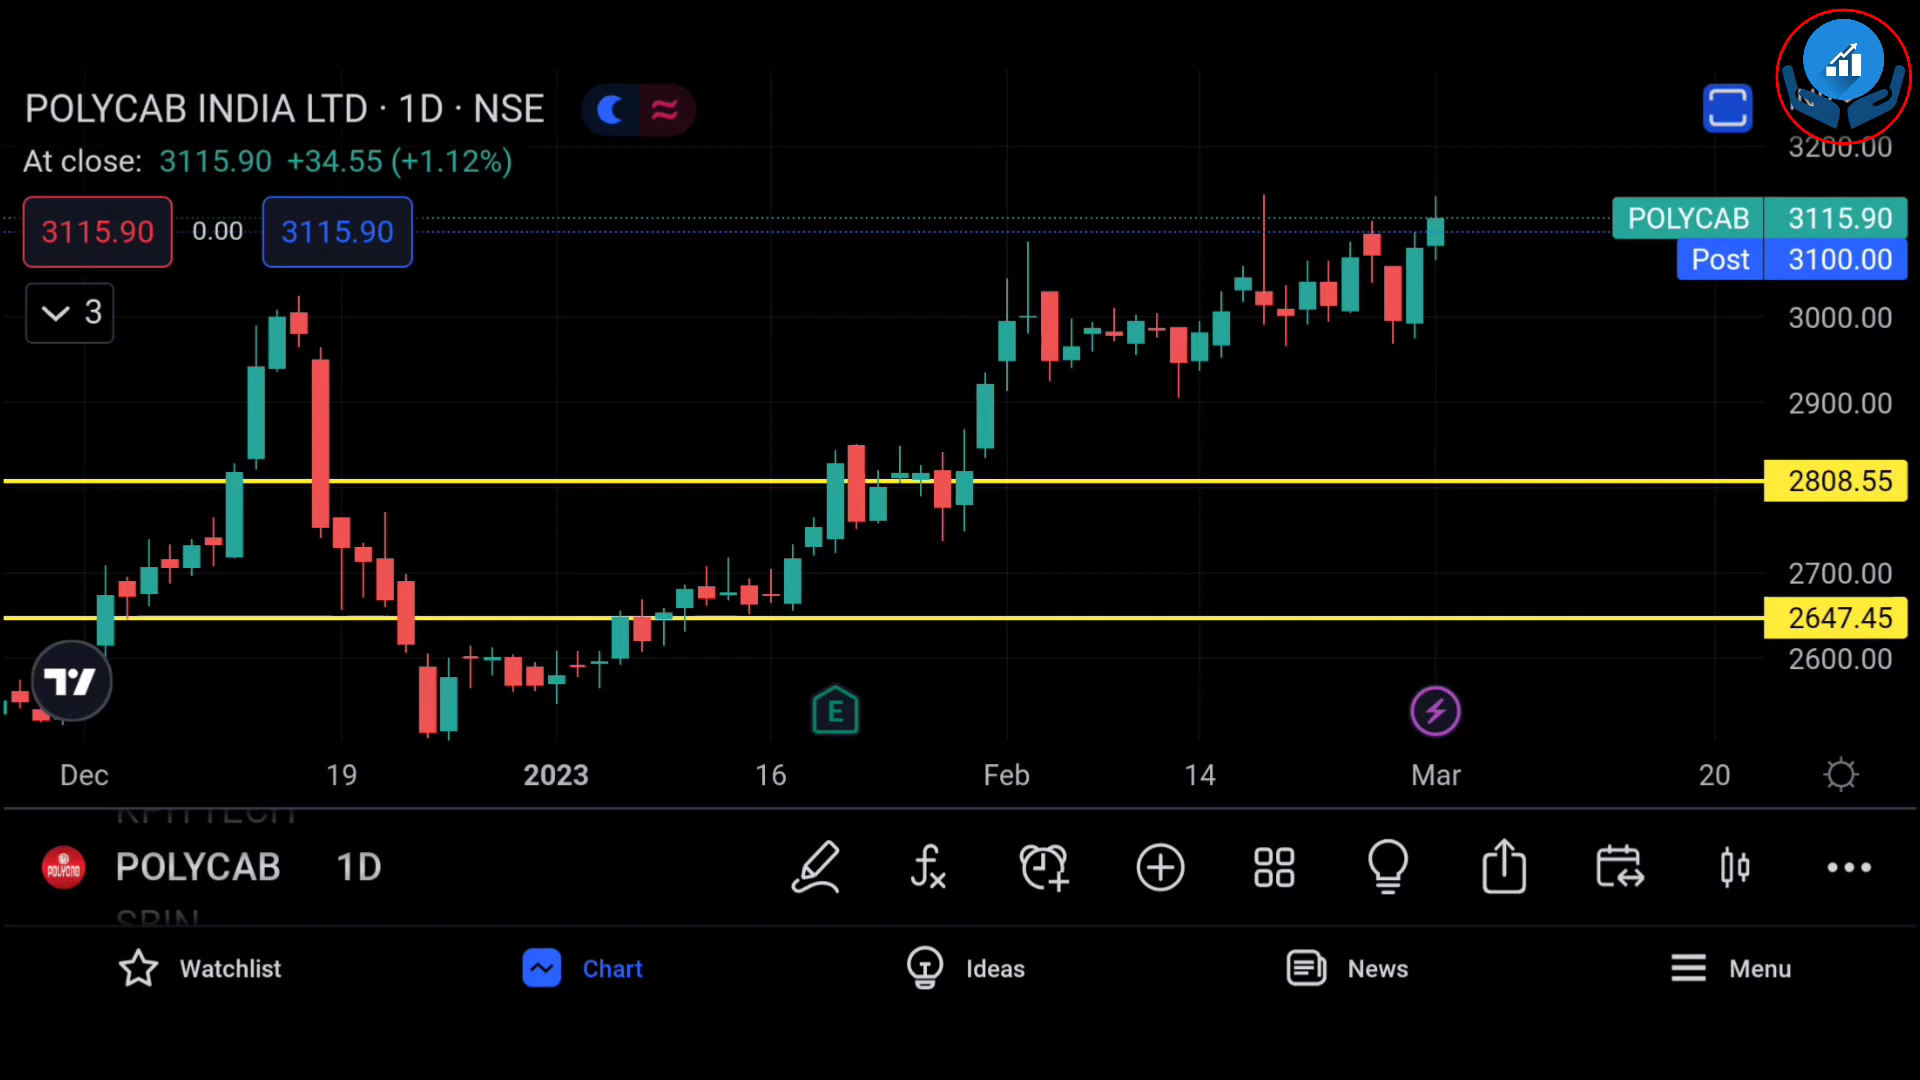 POLYCAB INDIA LTD · 1D · NSE
At close: 3115.90 +34.55 (+1.12%)
3115.90 0.00 3115.90
3
3200.00
POLYCAB 3115.90
Post 3100.00
3000.00
2900.00
2808.55
2700.00
2647.45
2600.00
E
Dec 19 2023 16 Feb 14 Mar 20
POLYCAB 1D
Watchlist Chart Ideas News Menu